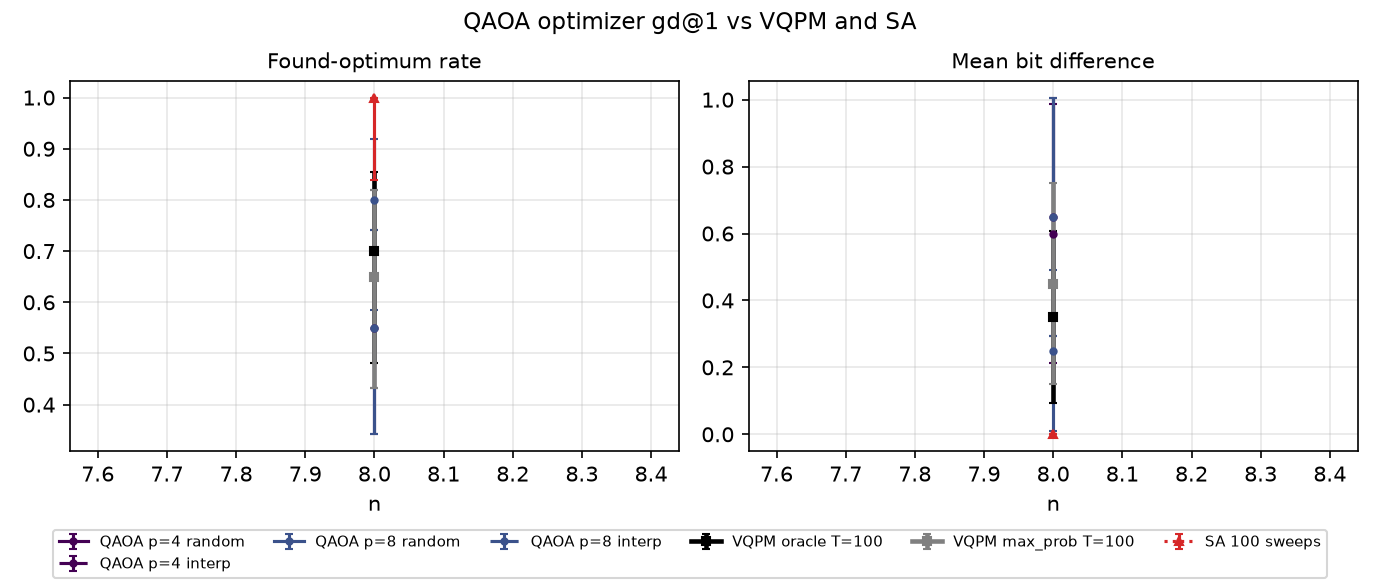 QAOA optimizer gd@1 vs VQPM and SA
Found-optimum rate
1.0
0.9
0.8
0.7
0.6
0.5
0.4
7.6 7.7 7.8 7.9 8.0 8.1 8.2 8.3 8.4
n
Mean bit difference
1.0
0.8
0.6
0.4
0.2
0.0
7.6 7.7 7.8 7.9 8.0 8.1 8.2 8.3 8.4
n
QAOA p=4 random QAOA p=8 random QAOA p=8 interp VQPM oracle T=100 VQPM max_prob T=100 SA 100 sweeps
QAOA p=4 interp